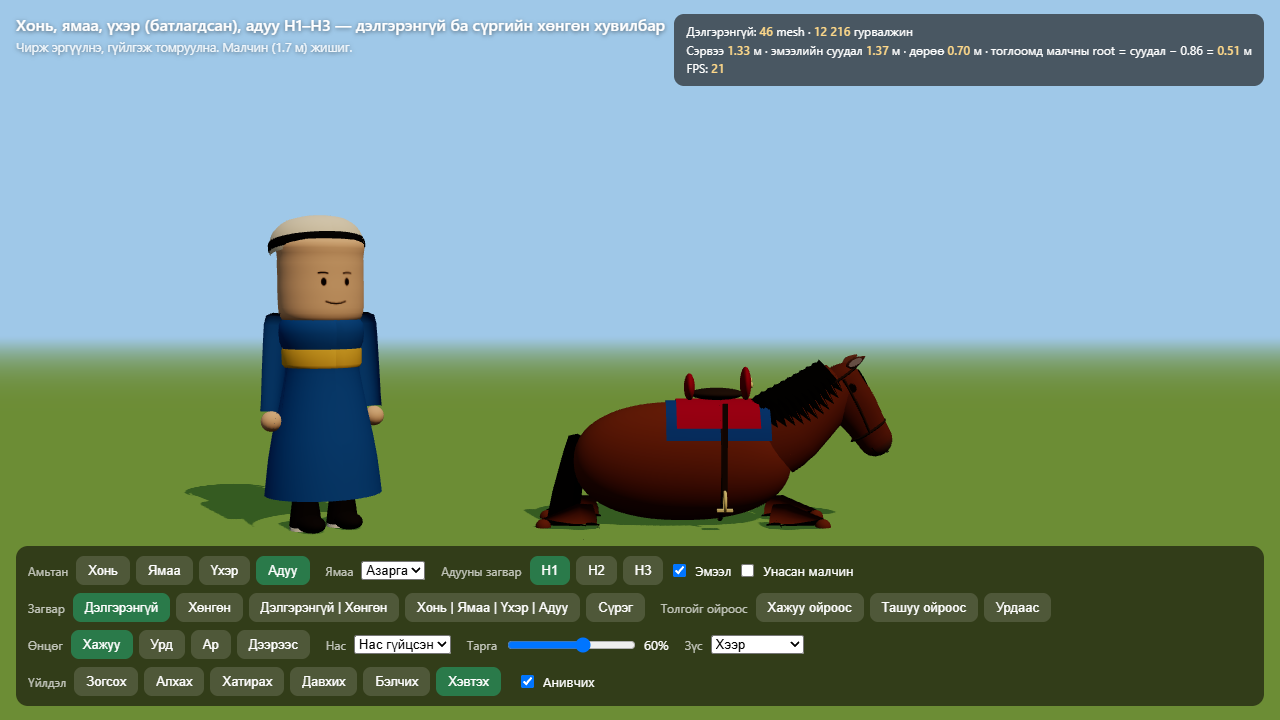 Хонь, ямаа, үхэр (батлагдсан), адуу H1–H3 — дэлгэрэнгүй ба сүргийн хөнгөн хувилбар
Чирж эргүүлнэ, гүйлгэж томруулна. Малчин (1.7 м) жишиг.
Дэлгэрэнгүй: 46 mesh · 12 216 гурвалжин
Сэрвээ 1.33 м · эмээлийн суудал 1.37 м · дөрөө 0.70 м · тоглоомд малчны root = суудал − 0.86 = 0.51 м
FPS: 21
Амьтан Хонь Ямаа Үхэр Адуу Ямаа Азарга Адууны загвар H1 H2 H3 Эмээл Унасан малчин
Загвар Дэлгэрэнгүй Хөнгөн Дэлгэрэнгүй | Хөнгөн Хонь | Ямаа | Үхэр | Адуу Сүрэг Толгойг ойроос Хажуу ойроос Ташуу ойроос Урдаас
Өнцөг Хажуу Урд Ар Дээрээс Нас Нас гүйцсэн Тарга 60% Зүс Хээр
Үйлдэл Зогсох Алхах Хатирах Давхих Бэлчих Хэвтэх Анивчих